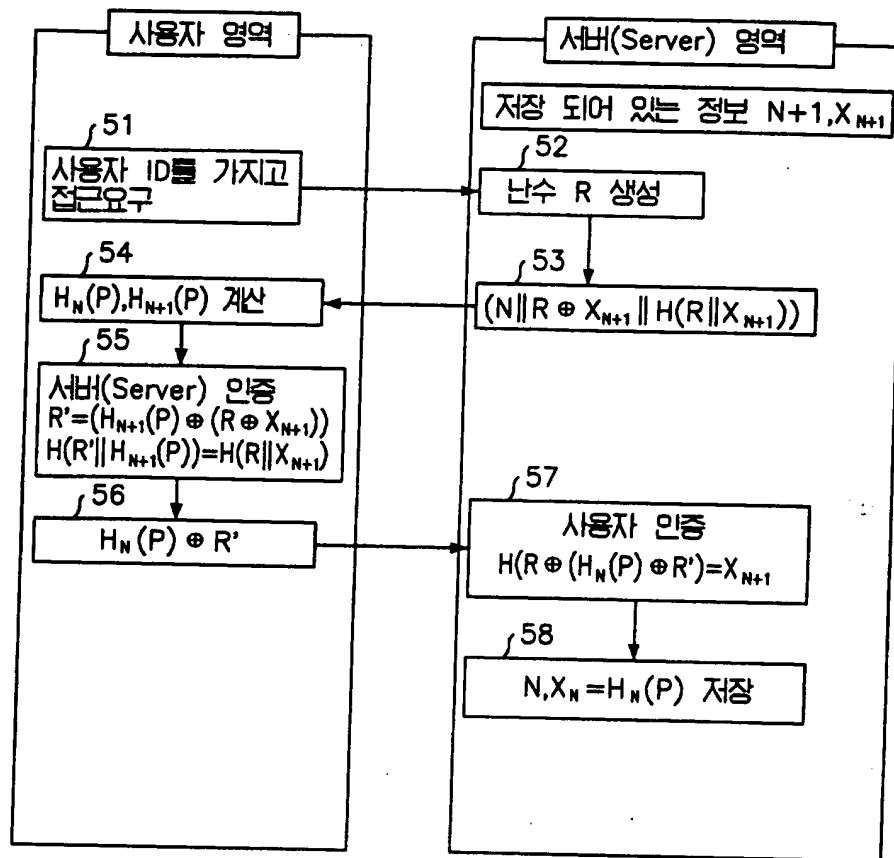 사용자 영역
서버(Server) 영역
저장 되어 있는 정보 N+1,X_{N+1}
51
사용자 ID를 가지고
접근요구
52
난수 R 생성
53
(N∥R ⊕ X_{N+1}∥H(R∥X_{N+1}))
54
H_N(P),H_{N+1}(P) 계산
55
서버(Server) 인증
R'=(H_{N+1}(P) ⊕ (R ⊕ X_{N+1}))
H(R'∥H_{N+1}(P))=H(R∥X_{N+1})
56
H_N(P) ⊕ R'
57
사용자 인증
H(R ⊕ (H_N(P) ⊕ R')=X_{N+1}
58
N,X_N=H_N(P) 저장